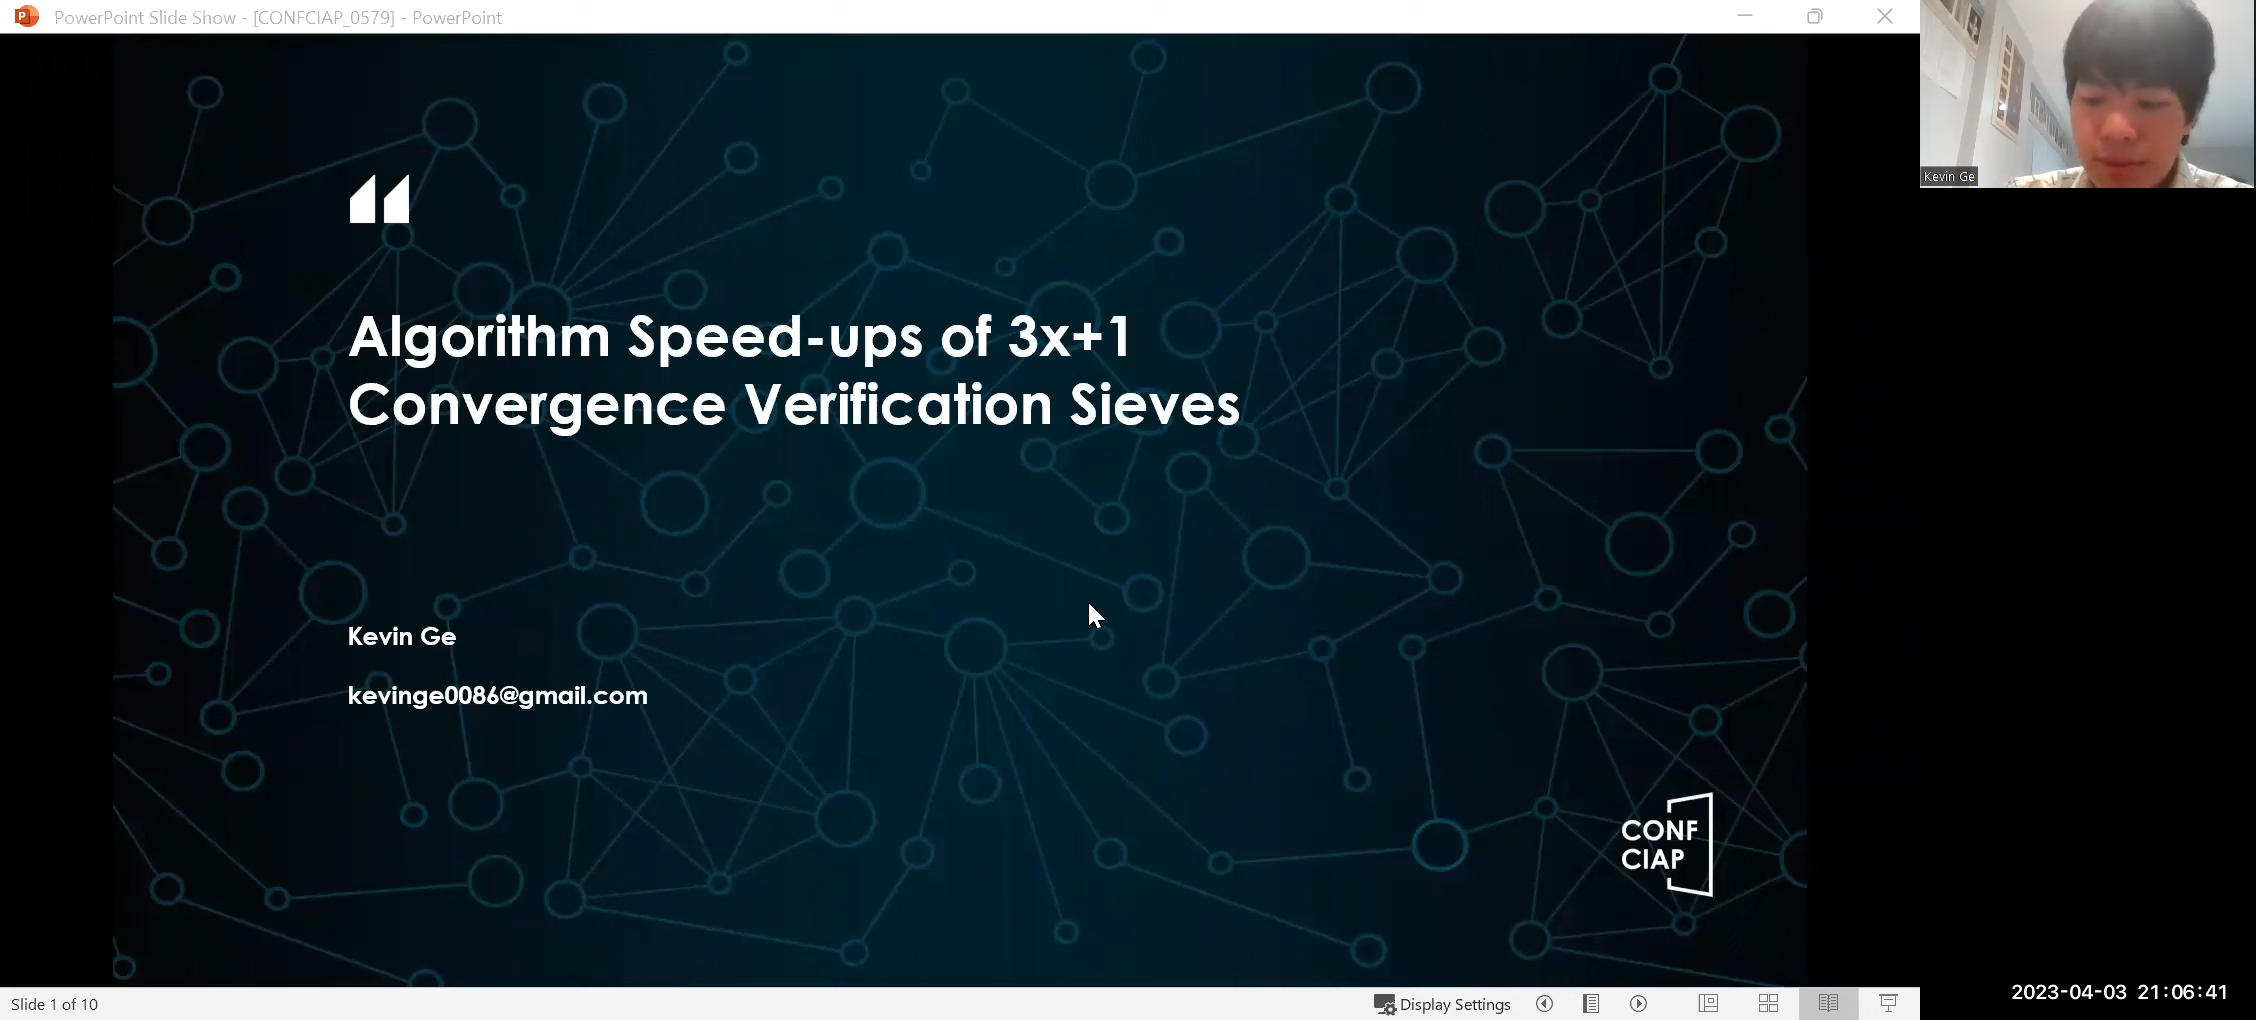 PowerPoint Slide Show - [CONFCIAP_0579] - PowerPoint
Kevin Ge
Algorithm Speed-ups of 3x+1
Convergence Verification Sieves
Kevin Ge
kevinge0086@gmail.com
CONF
CIAP
Slide 1 of 10
Display Settings
2023-04-03 21:06:41